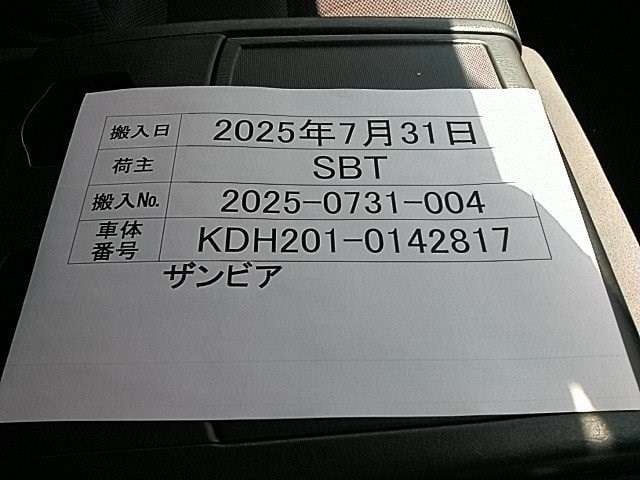 搬入日 2025年7月31日
荷主 SBT
搬入No. 2025-0731-004
車体番号 KDH201-0142817
ザンビア